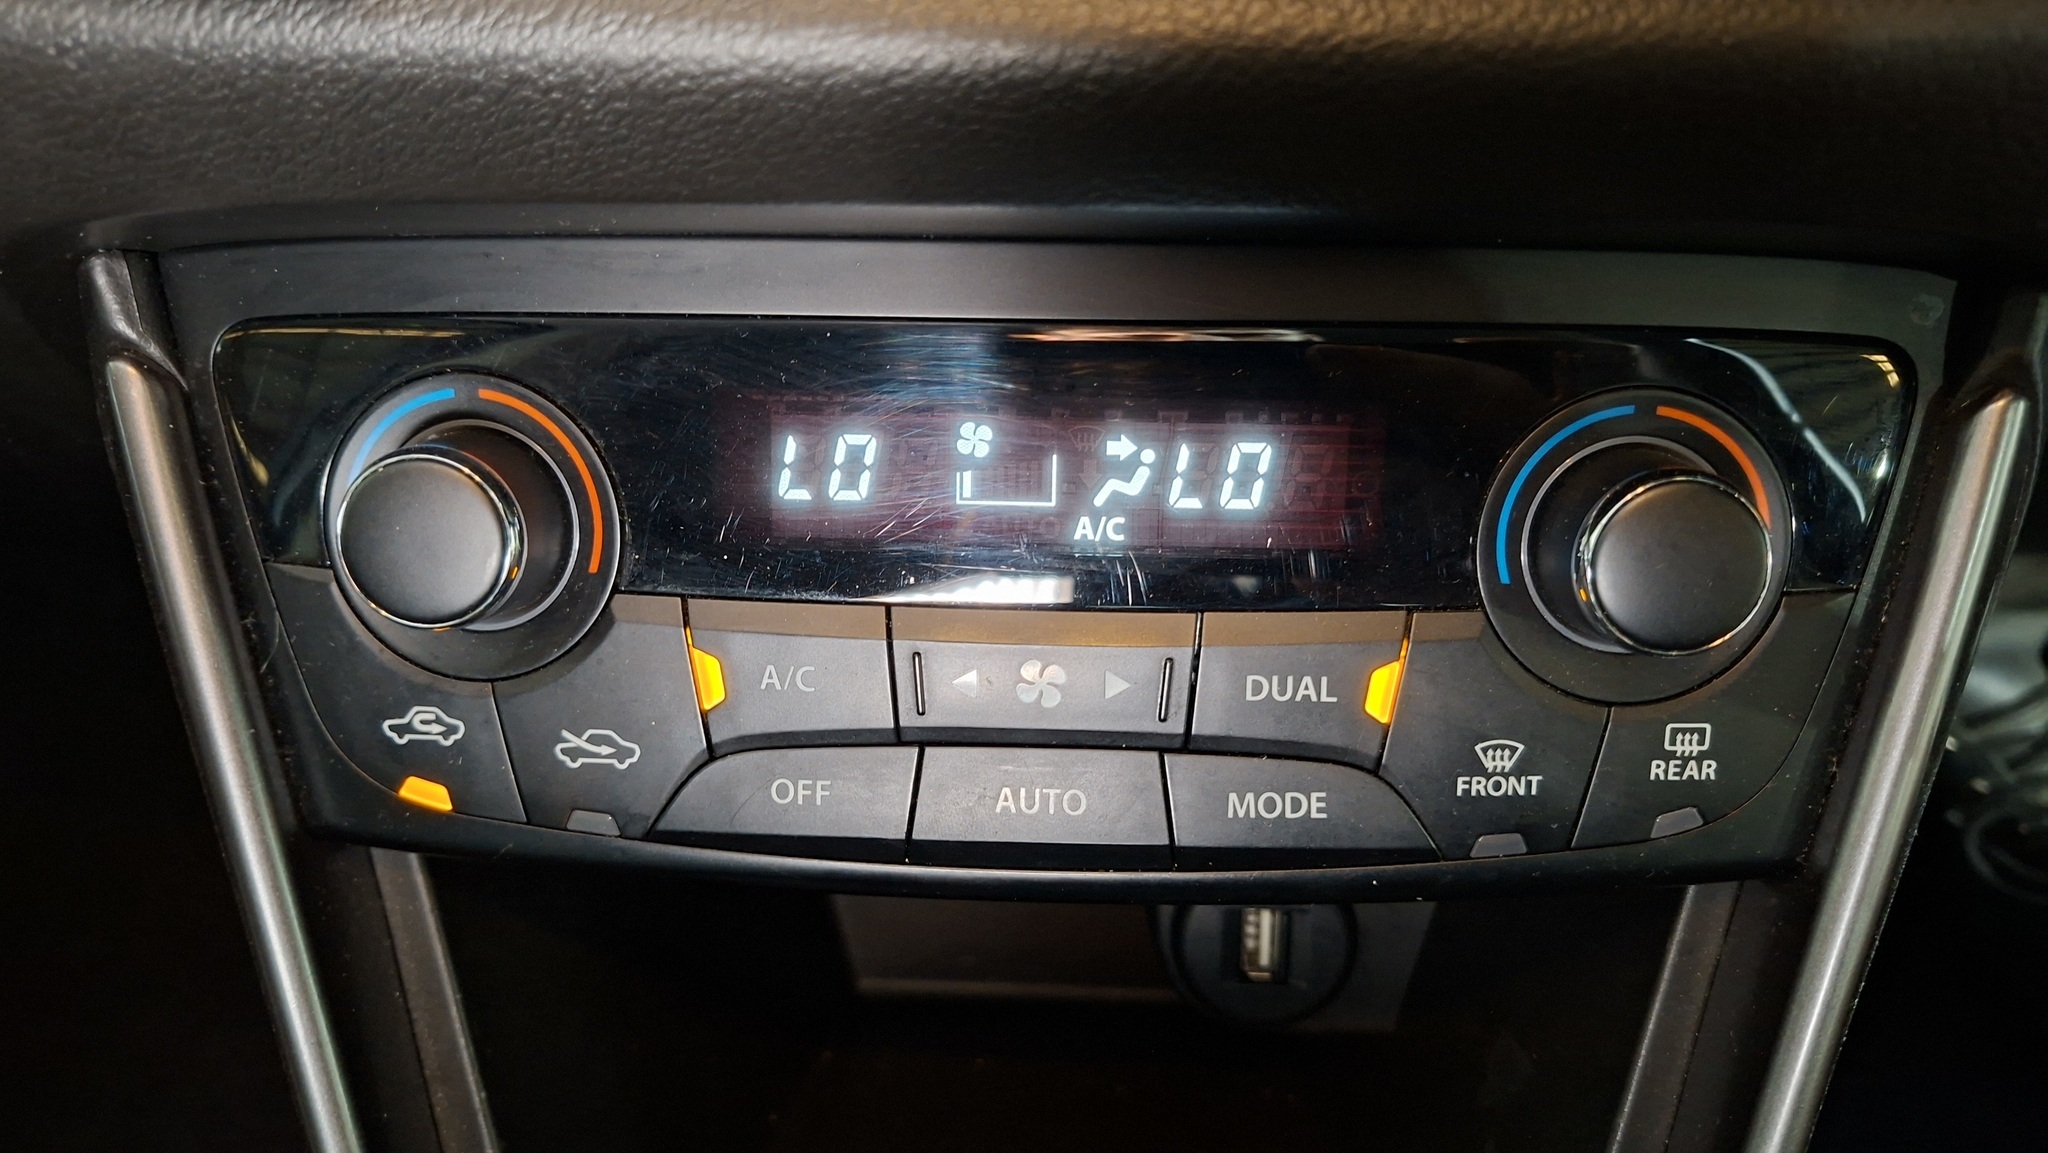 LO LO
A/C
A/C DUAL
OFF AUTO MODE FRONT REAR